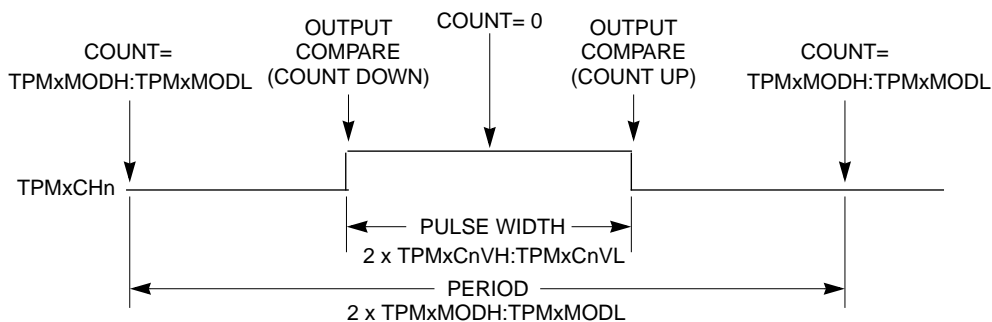 COUNT=
TPMxMODH:TPMxMODL
OUTPUT
COMPARE
(COUNT DOWN)
COUNT= 0
OUTPUT
COMPARE
(COUNT UP)
COUNT=
TPMxMODH:TPMxMODL
TPMxCHn
PULSE WIDTH
2 x TPMxCnVH:TPMxCnVL
PERIOD
2 x TPMxMODH:TPMxMODL